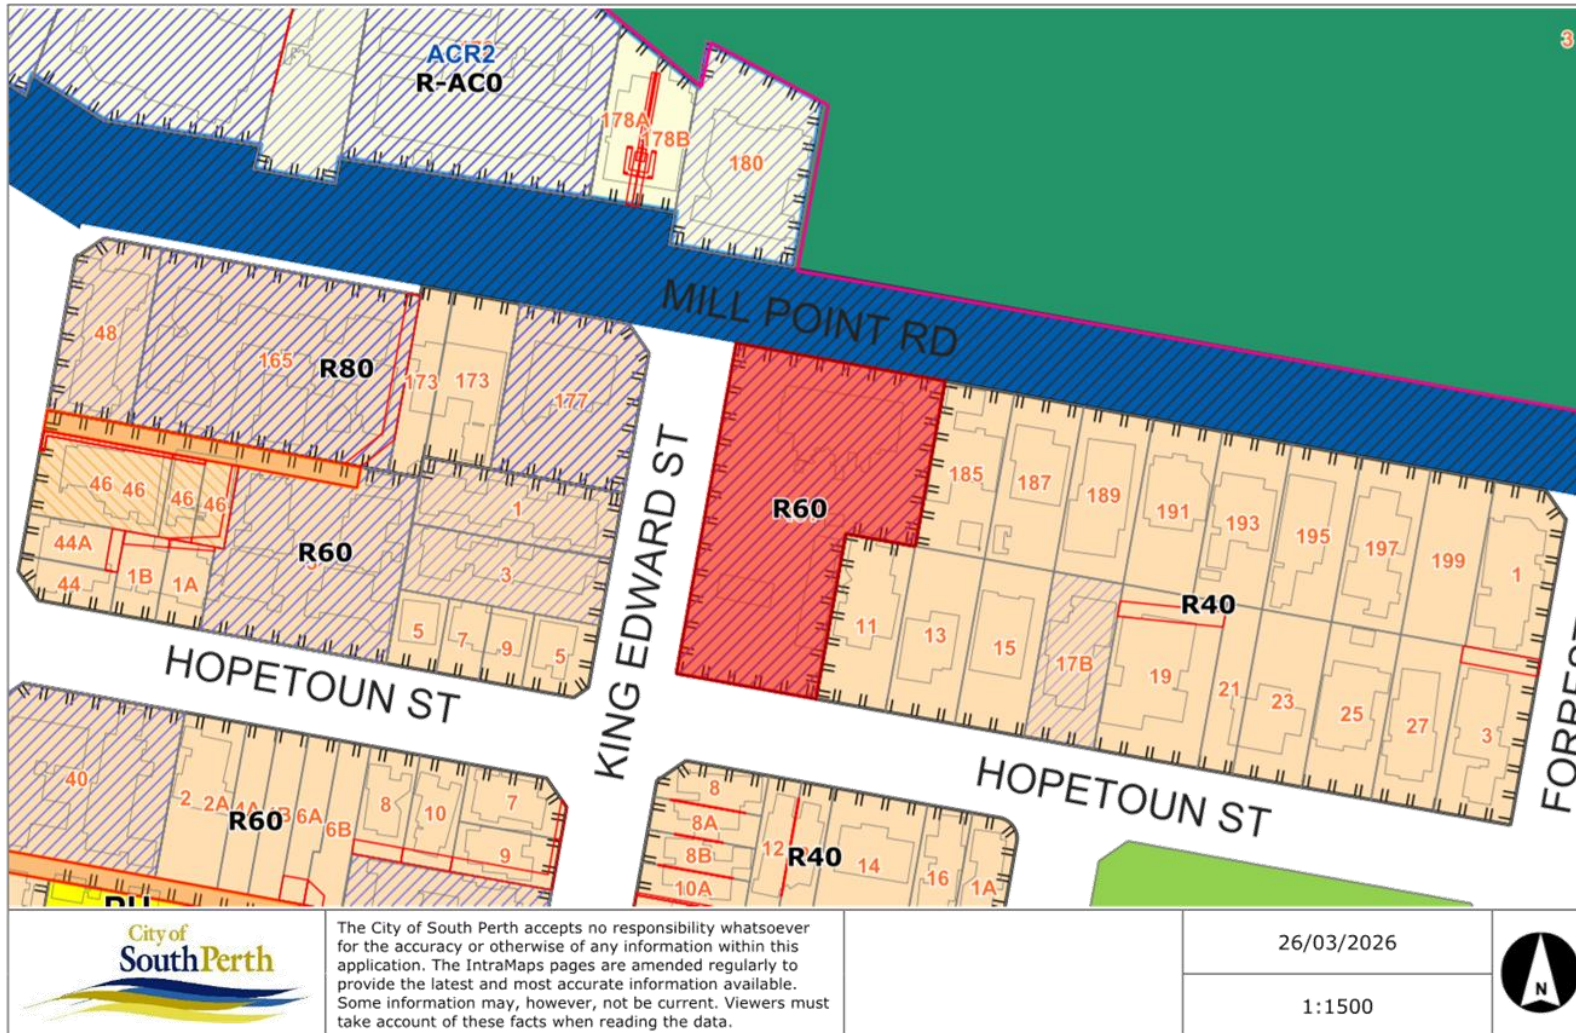 3
ACR2
R-AC0
178A
178B
180
MILL POINT RD
48
165
R80
173
173
177
KING EDWARD ST
R60
185
187
189
191
193
195
197
199
1
46
46
46
46
44A
44
1B
1A
R60
1
3
5
7
9
5
11
13
15
17B
R40
19
21
23
25
27
3
HOPETOUN ST
HOPETOUN ST
40
2
2A
4A
R60
6A
6B
8
10
7
9
8
8A
8B
10A
12
R40
14
16
1A
City of
South Perth
The City of South Perth accepts no responsibility whatsoever
for the accuracy or otherwise of any information within this
application. The IntraMaps pages are amended regularly to
provide the latest and most accurate information available.
Some information may, however, not be current. Viewers must
take account of these facts when reading the data.
26/03/2026
1:1500
N